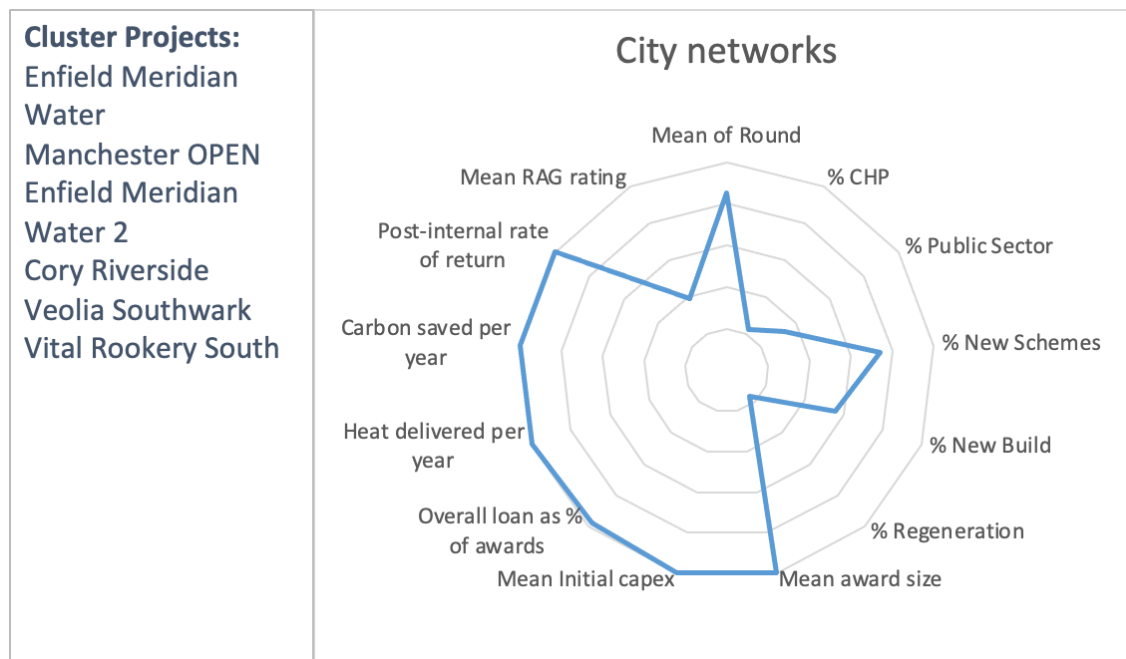 Cluster Projects:
Enfield Meridian
Water
Manchester OPEN
Enfield Meridian
Water 2
Cory Riverside
Veolia Southwark
Vital Rookery South
City networks
Mean of Round
% CHP
% Public Sector
% New Schemes
% New Build
% Regeneration
Mean award size
Mean Initial capex
Overall loan as %
of awards
Heat delivered per
year
Carbon saved per
year
Post-internal rate
of return
Mean RAG rating